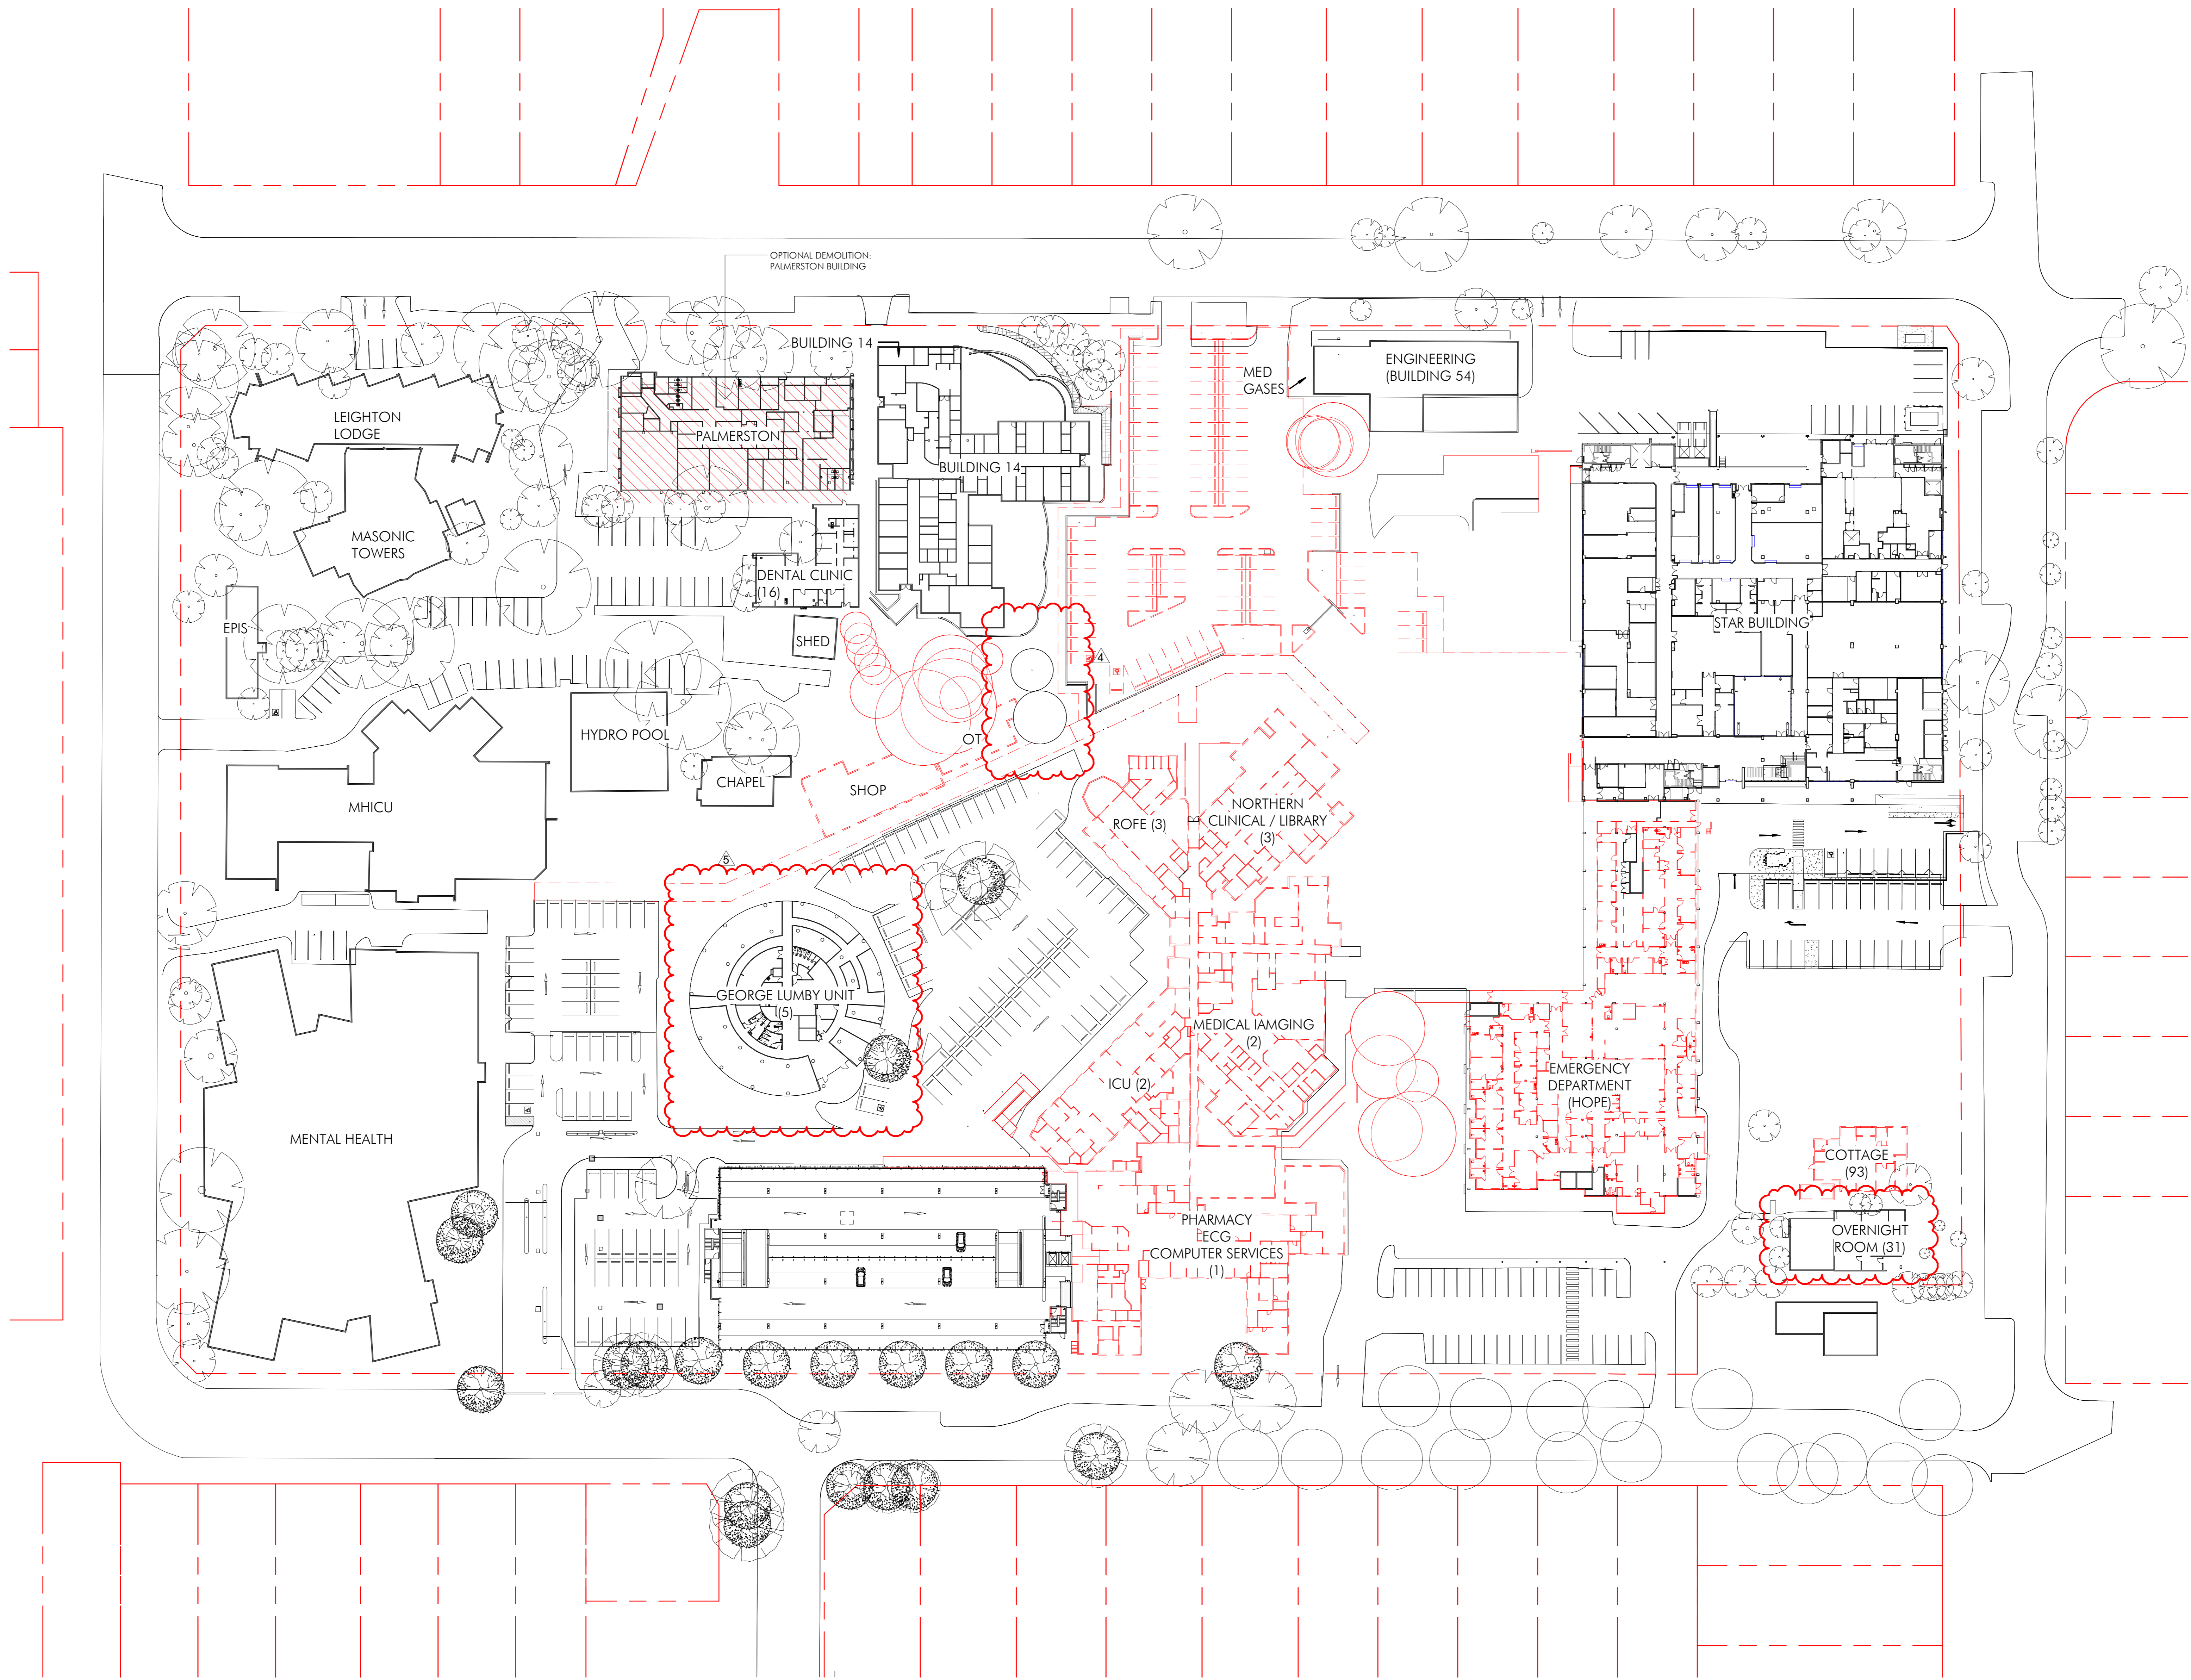 OPTIONAL DEMOLITION:
PALMERSTON BUILDING
BUILDING 14
ENGINEERING
(BUILDING 54)
MED
GASES
LEIGHTON
LODGE
PALMERSTON
BUILDING 14
MASONIC
TOWERS
DENTAL CLINIC
(16)
EPIS
SHED
STAR BUILDING
4
HYDRO POOL
OT
CHAPEL
SHOP
MHICU
ROFE (3)
NORTHERN
CLINICAL / LIBRARY
(3)
5
GEORGE LUMBY UNIT
(5)
MEDICAL IAMGING
(2)
ICU (2)
EMERGENCY
DEPARTMENT
(HOPE)
MENTAL HEALTH
COTTAGE
(93)
PHARMACY
ECG
COMPUTER SERVICES
(1)
OVERNIGHT
ROOM (31)